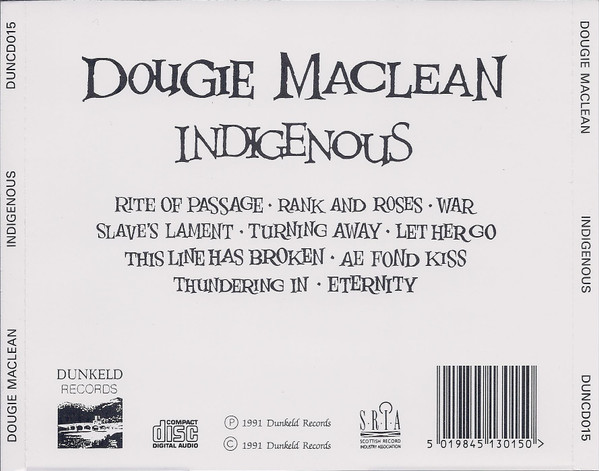 DOUGIE MACLEAN
INDIGENOUS
RITE OF PASSAGE · RANK AND ROSES · WAR
SLAVE'S LAMENT · TURNING AWAY · LET HER GO
THIS LINE HAS BROKEN · AE FOND KISS
THUNDERING IN · ETERNITY
DUNKELD
RECORDS
COMPACT
disc
DIGITAL AUDIO
Ⓟ 1991 Dunkeld Records
© 1991 Dunkeld Records
S·R·I·A
SCOTTISH RECORD
INDUSTRY ASSOCIATION
5 019845 130150 >
DOUGIE MACLEAN INDIGENOUS DUNCD015
DOUGIE MACLEAN INDIGENOUS DUNCD015